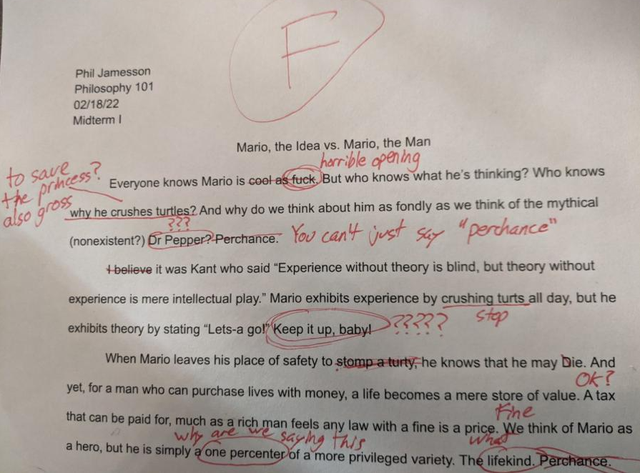 F
Phil Jamesson
Philosophy 101
02/18/22
Midterm I
Mario, the Idea vs. Mario, the Man
horrible opening
to save
the princess?
also gross
Everyone knows Mario is cool as fuck. But who knows what he's thinking? Who knows
why he crushes turtles? And why do we think about him as fondly as we think of the mythical
???
(nonexistent?) Dr Pepper? Perchance. You can't just say "perchance"
I believe it was Kant who said "Experience without theory is blind, but theory without
experience is mere intellectual play." Mario exhibits experience by crushing turts all day, but he
stop
exhibits theory by stating "Lets-a go!" Keep it up, baby! ?????
When Mario leaves his place of safety to stomp a turty, he knows that he may Die. And
OK?
yet, for a man who can purchase lives with money, a life becomes a mere store of value. A tax
fine
that can be paid for, much as a rich man feels any law with a fine is a price. We think of Mario as
why are we saying this
what
a hero, but he is simply a one percenter of a more privileged variety. The lifekind. Perchance.